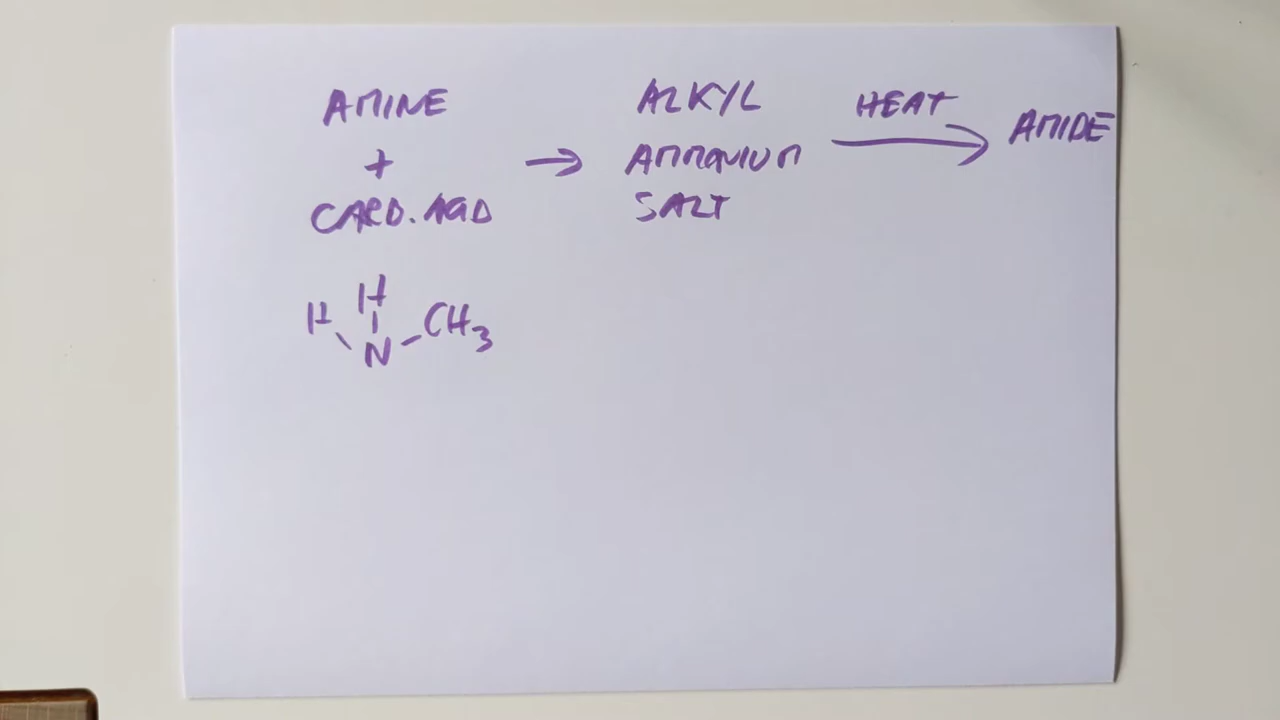 AMINE
+
CARB. ACID
→
ALKYL
AMMONIUM
SALT
HEAT
→
AMIDE
H H CH3
N